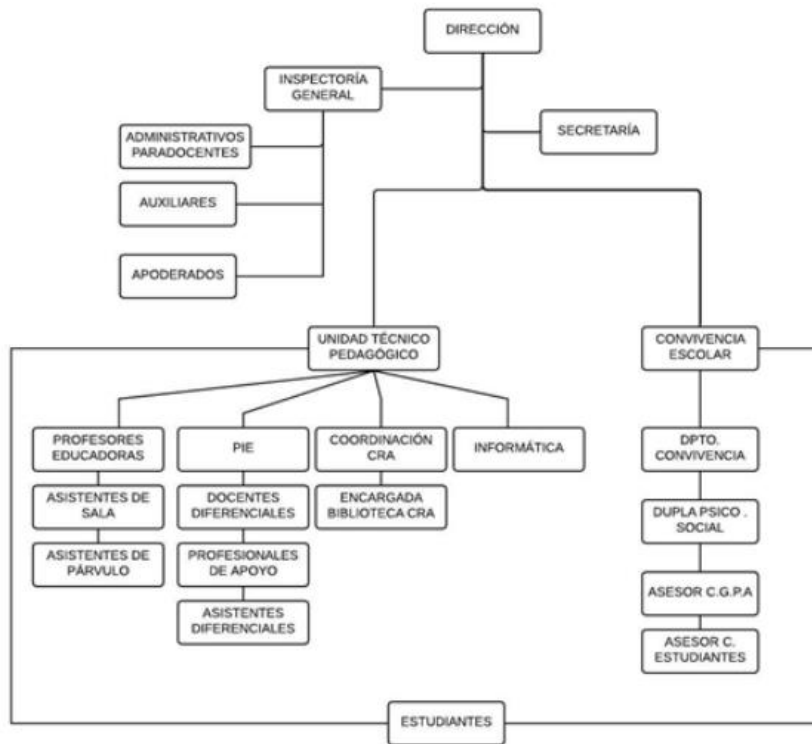 DIRECCIÓN
INSPECTORÍA
GENERAL
ADMINISTRATIVOS
PARADOCENTES
SECRETARÍA
AUXILIARES
APODERADOS
UNIDAD TÉCNICO
PEDAGÓGICO
CONVIVENCIA
ESCOLAR
PROFESORES
EDUCADORAS
PIE
COORDINACIÓN
CRA
INFORMÁTICA
DPTO.
CONVIVENCIA
ASISTENTES DE
SALA
DOCENTES
DIFERENCIALES
ENCARGADA
BIBLIOTECA CRA
DUPLA PSICO .
SOCIAL
ASISTENTES DE
PÁRVULO
PROFESIONALES
DE APOYO
ASESOR C.G.P.A
ASISTENTES
DIFERENCIALES
ASESOR C.
ESTUDIANTES
ESTUDIANTES